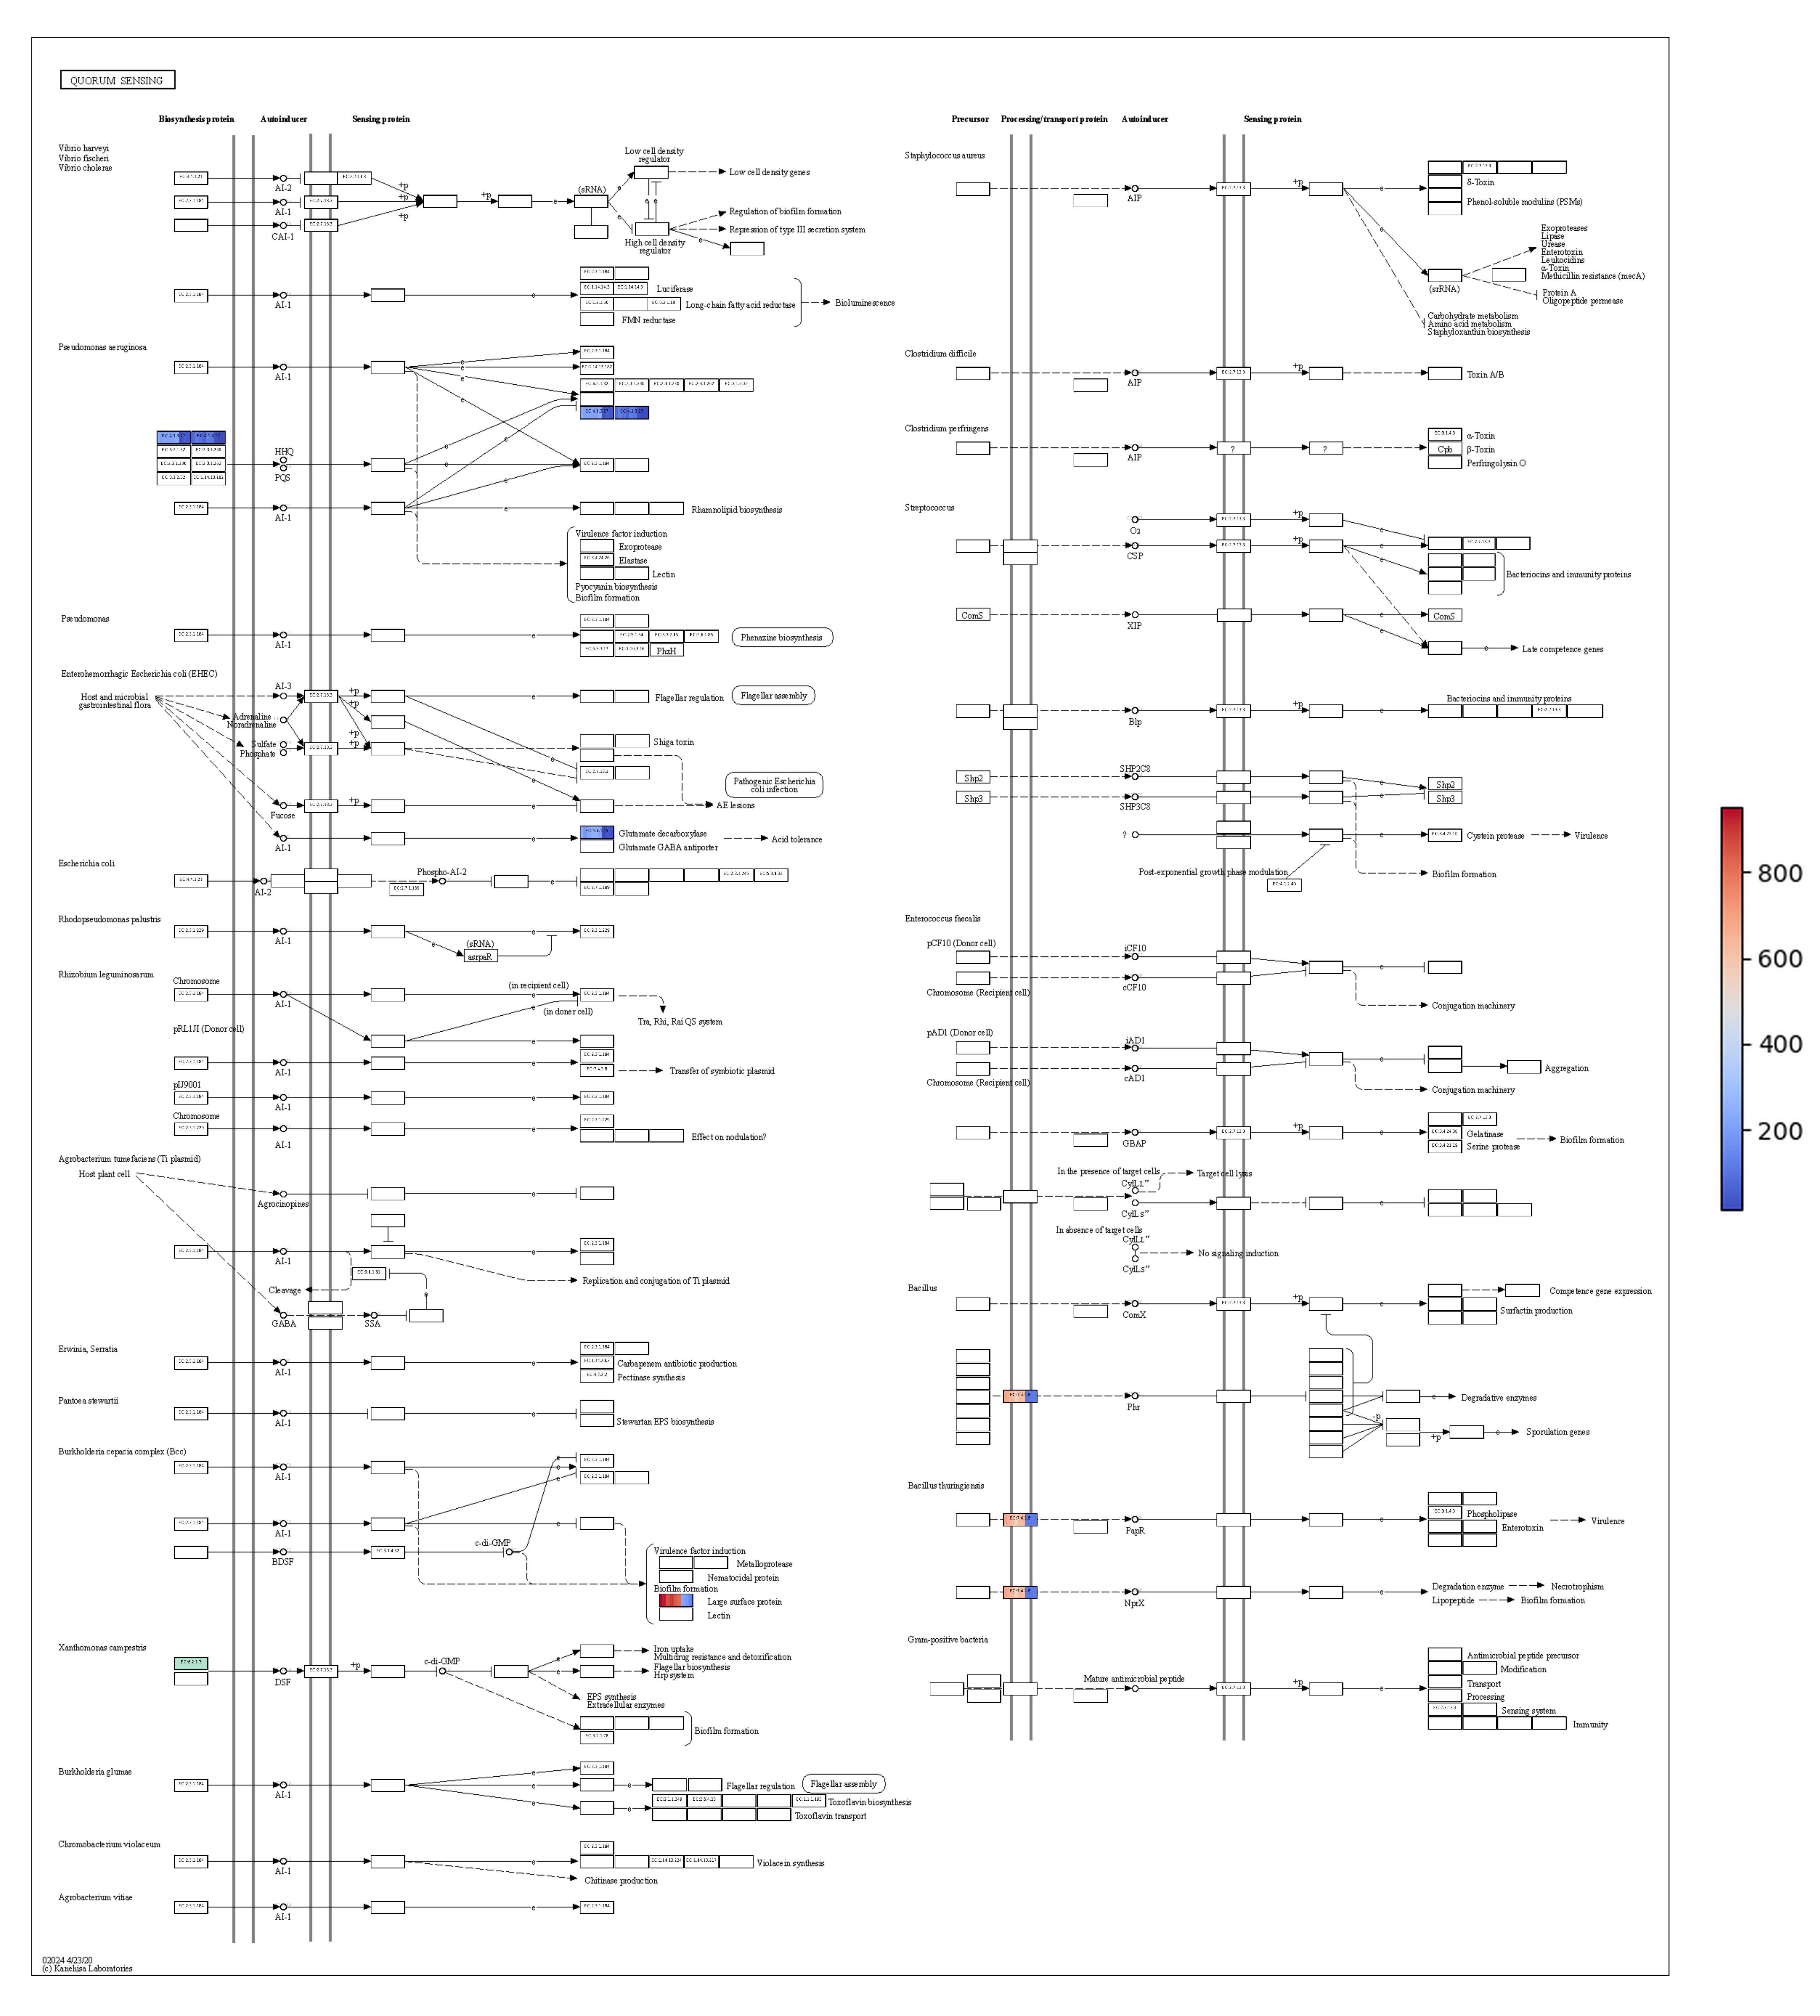 QUORUM SENSING
Biosynthesis protein Autoinducer Sensing protein
Vibrio harveyi
Vibrio fischeri
Vibrio cholerae
EC:4.4.1.21 AI-2 EC:2.7.13.3 +p
EC:2.3.1.184 AI-1 EC:2.7.13.3 +p +p e (sRNA) e
CAI-1 EC:2.7.13.3 +p
Low cell density
regulator
Low cell density genes
e e
Regulation of biofilm formation
Repression of type III secretion system
High cell density
regulator
e
EC:2.3.1.184
EC:2.3.1.184 AI-1 e EC:1.14.14.3 EC:1.14.14.3 Luciferase
EC:1.2.1.50 EC:6.2.1.19 Long-chain fatty acid reductase Bioluminescence
FMN reductase
Pseudomonas aeruginosa
EC:2.3.1.184
EC:2.3.1.184 AI-1 e e e e EC:1.14.13.182
EC:6.2.1.32 EC:2.3.1.230 EC:2.3.1.230 EC:2.3.1.262 EC:3.1.2.32
EC:4.1.3.27 EC:4.1.3.27
EC:4.1.3.27 EC:4.1.3.27
EC:6.2.1.32 EC:2.3.1.230
EC:2.3.1.230 EC:2.3.1.262 HHQ e e e EC:2.3.1.184
EC:3.1.2.32 EC:1.14.13.182 PQS e
EC:2.3.1.184 AI-1 e Rhamnolipid biosynthesis
Virulence factor induction
Exoprotease
EC:3.4.24.26 Elastase
Lectin
Pyocyanin biosynthesis
Biofilm formation
Pseudomonas
EC:2.3.1.184
EC:2.3.1.184 AI-1 e EC:2.5.1.54 EC:3.3.2.15 EC:2.6.1.86 Phenazine biosynthesis
EC:5.3.3.17 EC:1.10.3.16 PhzH
Enterohemorrhagic Escherichia coli (EHEC)
Host and microbial
gastrointestinal flora
AI-3 EC:2.7.13.3 +p +p e Flagellar regulation Flagellar assembly
Adrenaline
Noradrenaline
Sulfate
Phosphate EC:2.7.13.3 +p +p Shiga toxin
e EC:2.7.13.3
e
Pathogenic Escherichia
coli infection
Fucose EC:2.7.13.3 +p e AE lesions
AI-1 e EC:4.1.1.15 Glutamate decarboxylase Acid tolerance
Glutamate GABA antiporter
Escherichia coli
EC:4.4.1.21 AI-2 EC:2.7.1.189 Phospho-AI-2 e EC:2.3.1.245 EC:5.3.1.32
EC:2.7.1.189
Rhodopseudomonas palustris
EC:2.3.1.229 AI-1 e EC:2.3.1.229
(sRNA)
asrpaR
Rhizobium leguminosarum
Chromosome
EC:2.3.1.184 AI-1 (in recipient cell) e EC:2.3.1.184
e (in doner cell)
Tra, Rhi, Rai QS system
pRL1JI (Donor cell)
e
EC:2.3.1.184 AI-1 e EC:2.3.1.184
EC:7.4.2.8 Transfer of symbiotic plasmid
pIJ9001
EC:2.3.1.184 AI-1 e EC:2.3.1.184
Chromosome
EC:2.3.1.229 AI-1 e EC:2.3.1.229
Effect on nodulation?
Agrobacterium tumefaciens (Ti plasmid)
Host plant cell
Agrocinopines e
EC:2.3.1.184 AI-1 e EC:2.3.1.184
EC:3.1.1.81
Cleavage
Replication and conjugation of Ti plasmid
e
GABA SSA
Erwinia, Serratia
EC:2.3.1.184
EC:2.3.1.184 AI-1 e EC:1.14.20.3 Carbapenem antibiotic production
EC:4.2.2.2 Pectinase synthesis
Pantoea stewartii
EC:2.3.1.184 AI-1 e Stewartan EPS biosynthesis
Burkholderia cepacia complex (Bcc)
EC:2.3.1.184 AI-1 e e e EC:2.3.1.184
EC:2.3.1.184
EC:2.3.1.184 AI-1 e
BDSF EC:3.1.4.52 c-di-GMP
Virulence factor induction
Metalloprotease
Nematocidal protein
Biofilm formation
Large surface protein
Lectin
Xanthomonas campestris
EC:6.2.1.3 DSF EC:2.7.13.3 +p c-di-GMP e e
Iron uptake
Multidrug resistance and detoxification
Flagellar biosynthesis
Hrp system
EPS synthesis
Extracellular enzymes
EC:3.2.1.78 Biofilm formation
Burkholderia glumae
EC:2.3.1.184
EC:2.3.1.184 AI-1 e e e e Flagellar regulation Flagellar assembly
e e EC:2.1.1.349 EC:3.5.4.25 EC:1.1.1.193 Toxoflavin biosynthesis
Toxoflavin transport
Chromobacterium violaceum
EC:2.3.1.184
EC:2.3.1.184 AI-1 e EC:1.14.13.224 EC:1.14.13.217 Violacein synthesis
Chitinase production
Agrobacterium vitiae
EC:2.3.1.184 AI-1 e EC:2.3.1.184
02024 4/23/20
(c) Kanehisa Laboratories
Precursor Processing/transport protein Autoinducer Sensing protein
Staphylococcus aureus
AIP EC:2.7.13.3 +p e EC:2.7.13.3
δ-Toxin
Phenol-soluble modulins (PSMs)
e
(srRNA)
Exoproteases
Lipase
Urease
Enterotoxin
Leukocidins
α-Toxin
Methicillin resistance (mecA)
Protein A
Oligopeptide permease
Carbohydrate metabolism
Amino acid metabolism
Staphyloxanthin biosynthesis
Clostridium difficile
AIP EC:2.7.13.3 +p Toxin A/B
Clostridium perfringens
AIP ? +p ? EC:3.1.4.3 α-Toxin
Cpb β-Toxin
Perfringolysin O
Streptococcus
O2 EC:2.7.13.3 +p e
CSP EC:2.7.13.3 +p e e EC:2.7.13.3
Bacteriocins and immunity proteins
ComS XIP e e ComS
e Late competence genes
Bacteriocins and immunity proteins
Blp EC:2.7.13.3 +p e EC:2.7.13.3
Shp2 SHP2C8 e Shp2
Shp3 SHP3C8 e Shp3
? EC:3.4.22.10 Cystein protease Virulence
Post-exponential growth phase modulation
EC:4.1.2.40 Biofilm formation
Enterococcus faecalis
pCF10 (Donor cell)
iCF10
cCF10 e
Chromosome (Recipient cell)
Conjugation machinery
pAD1 (Donor cell)
iAD1
cAD1 e Aggregation
Chromosome (Recipient cell)
Conjugation machinery
GBAP EC:2.7.13.3 +p e EC:2.7.13.3
EC:3.4.24.30 Gelatinase
Serine protease Biofilm formation
In the presence of target cells Target cell lysis
CylLL''
CylLS'' e
In absence of target cells
CylLL'' No signaling induction
CylLS''
Bacillus
ComX EC:2.7.13.3 +p e
Competence gene expression
Surfactin production
EC:7.4.2.8 Phr e Degradative enzymes
-p +p e Sporulation genes
Bacillus thuringiensis
EC:7.4.2.8 PapR e EC:3.1.4.3 Phospholipase
Enterotoxin Virulence
EC:7.4.2.8 NprX e Degradation enzyme Necrotrophism
Lipopeptide Biofilm formation
Gram-positive bacteria
Mature antimicrobial peptide
EC:2.7.13.3 +p e
Antimicrobial peptide precursor
Modification
Transport
Processing
EC:2.7.13.3 Sensing system
Immunity
800
600
400
200